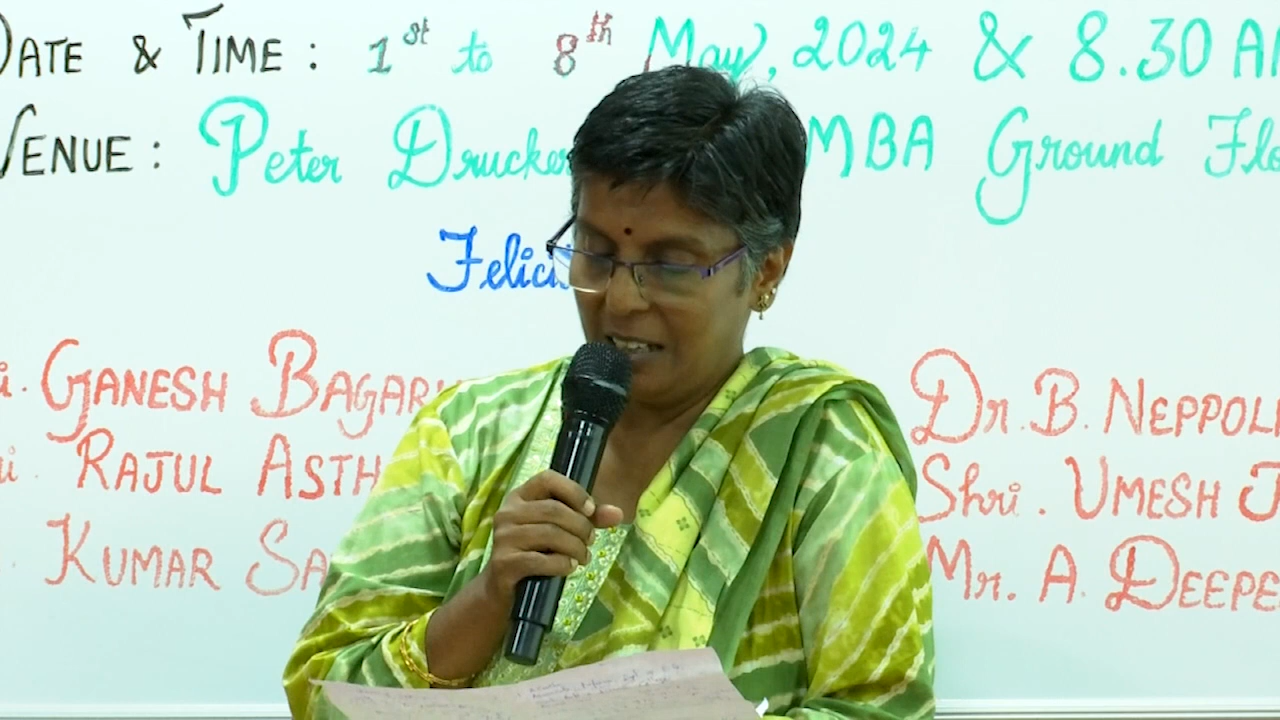 DATE & TIME : 1st to 8th May, 2024 & 8.30 AM
VENUE : Peter Drucker MBA Ground Flo
Felici
i. GANESH BAGAR Dr. B. NEPPOL
i. RAJUL ASTH Shri. UMESH J
KUMAR SA Mr. A. DEEPE